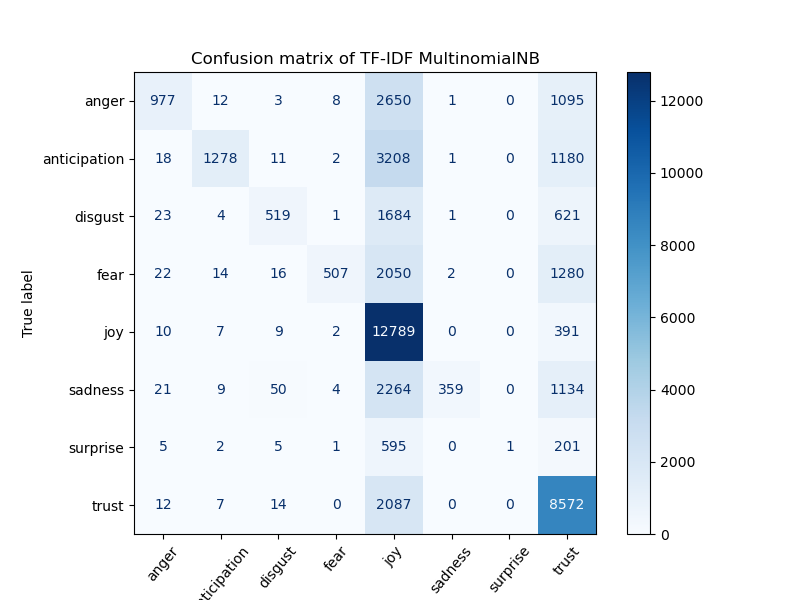 Confusion matrix of TF-IDF MultinomialNB
anger 977 12 3 8 2650 1 0 1095
anticipation 18 1278 11 2 3208 1 0 1180
disgust 23 4 519 1 1684 1 0 621
fear 22 14 16 507 2050 2 0 1280
joy 10 7 9 2 12789 0 0 391
sadness 21 9 50 4 2264 359 0 1134
surprise 5 2 5 1 595 0 1 201
trust 12 7 14 0 2087 0 0 8572
True label
anger ticipation disgust fear joy sadness surprise trust
12000
10000
8000
6000
4000
2000
0